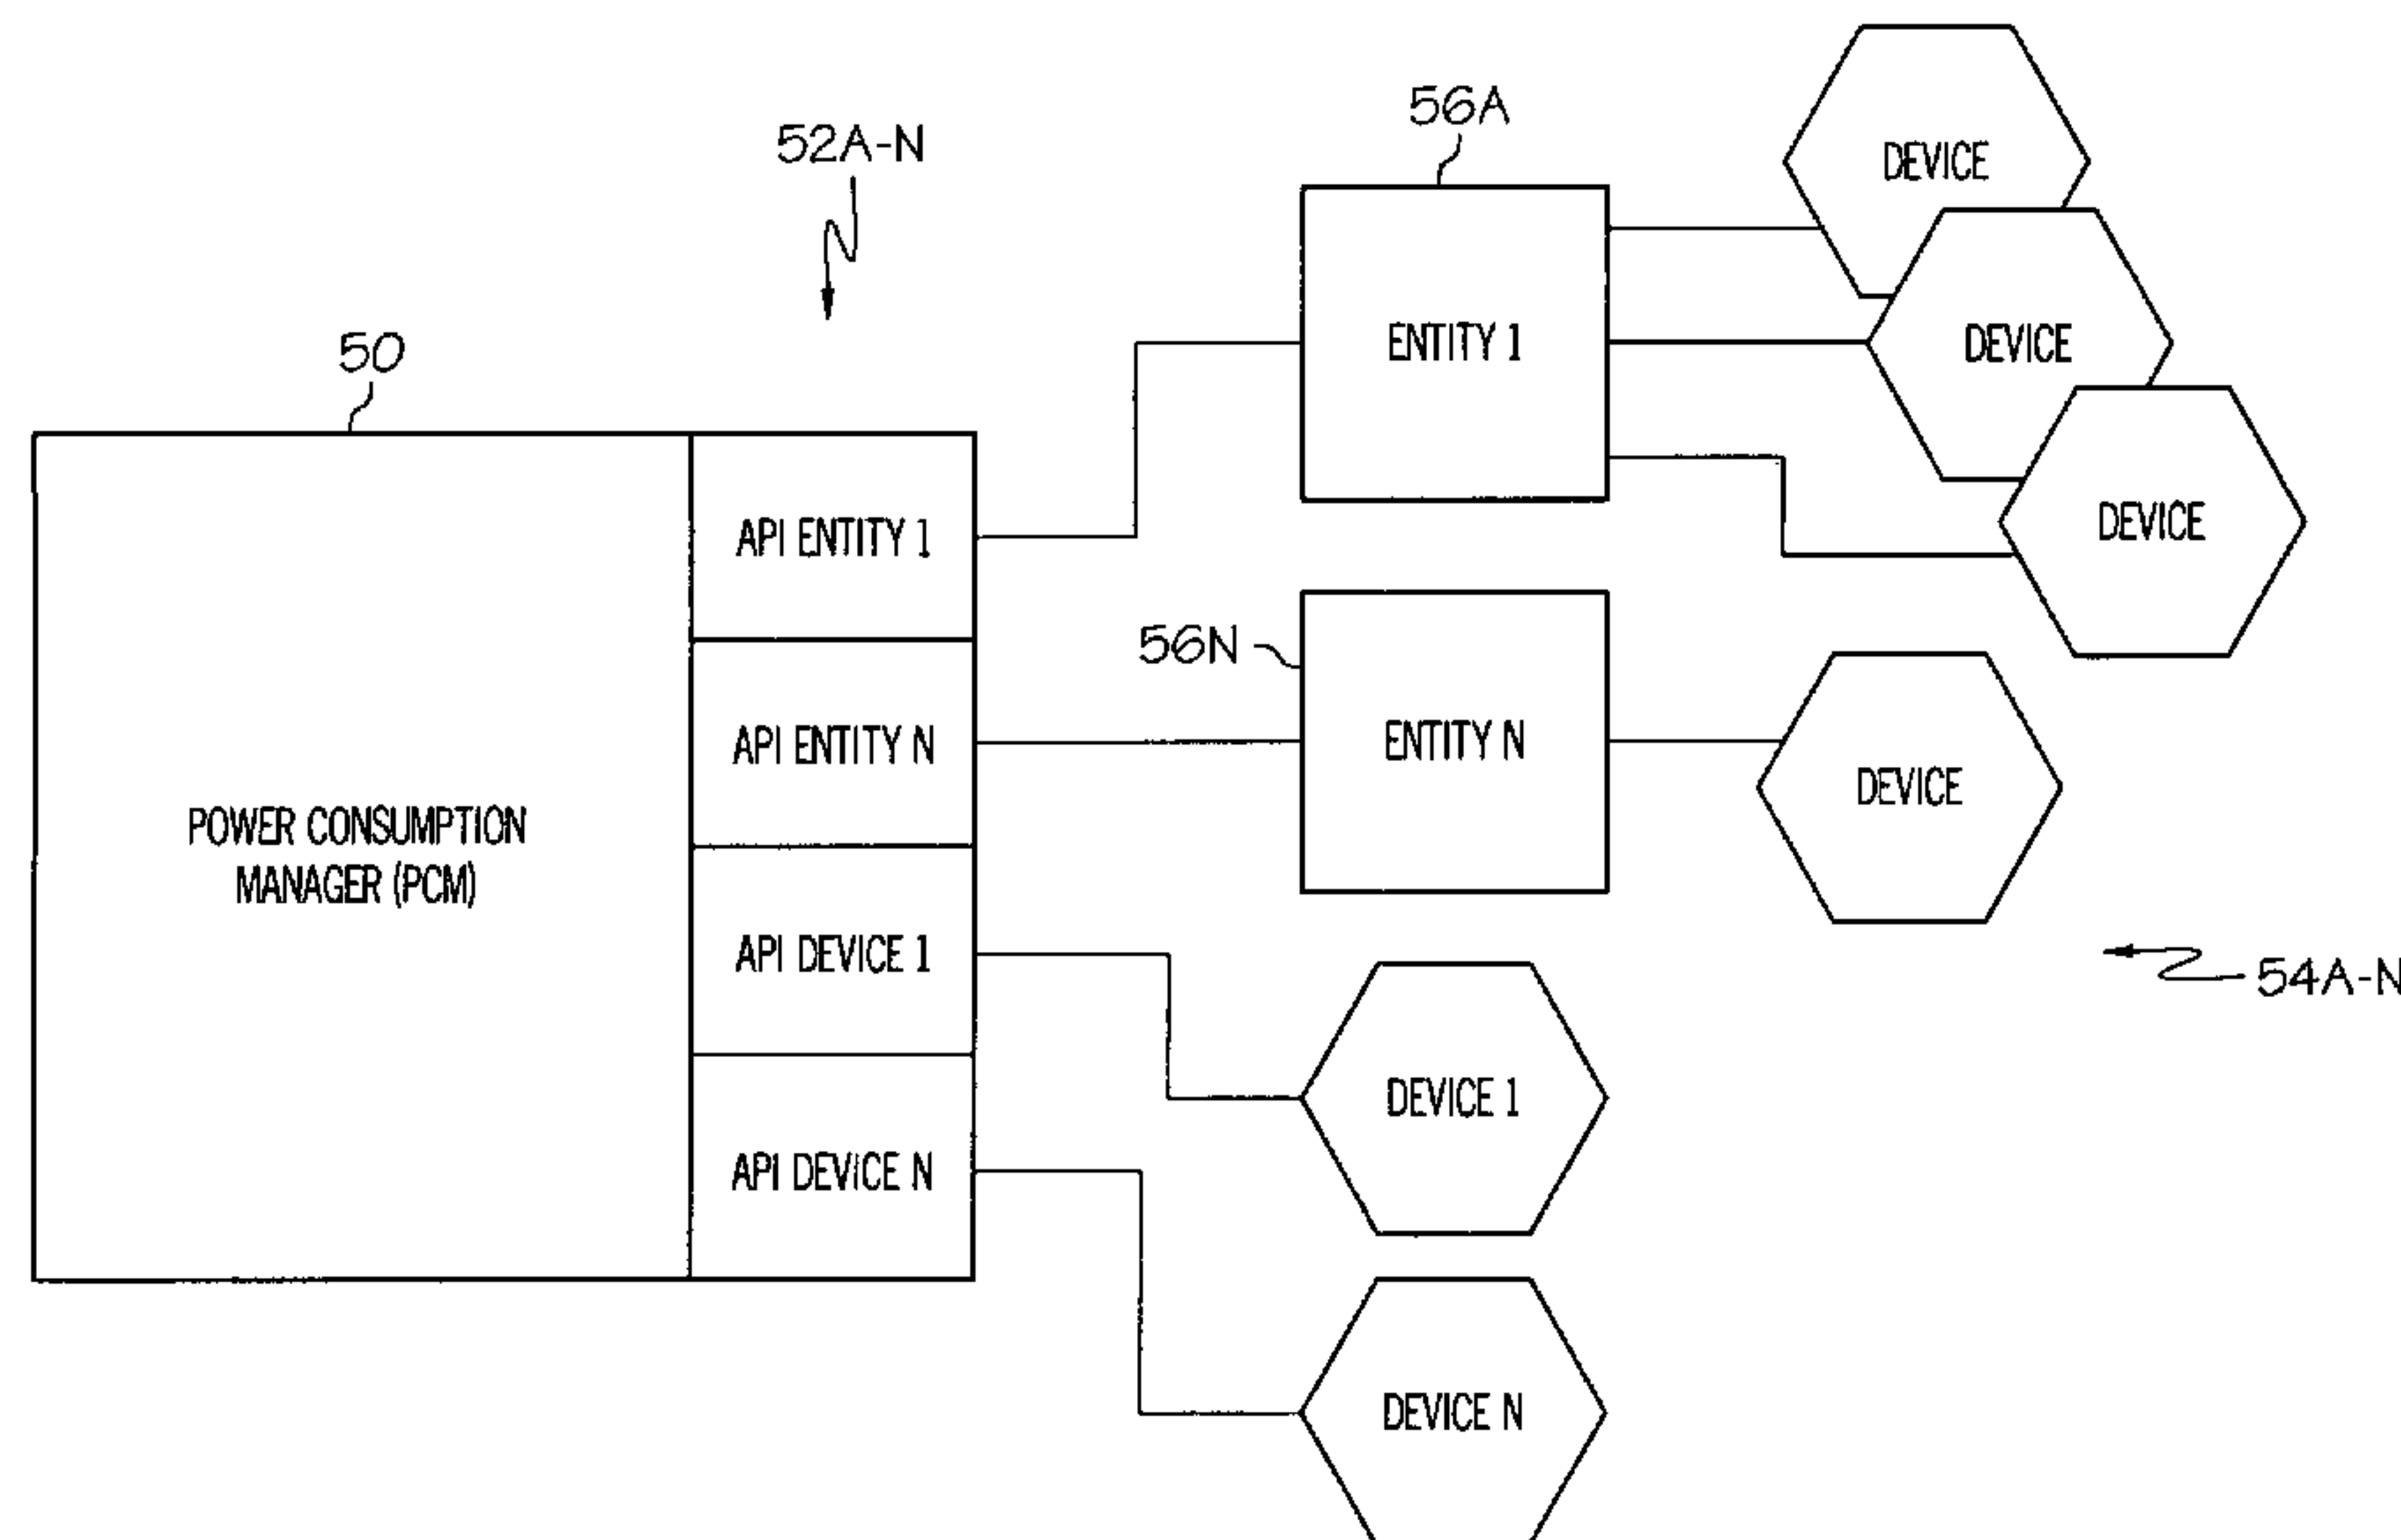 52A-N
56A
DEVICE
50
ENTITY 1
DEVICE
API ENTITY 1
DEVICE
56N
API ENTITY N
ENTITY N
DEVICE
POWER CONSUMPTION
MANAGER (PCM)
API DEVICE 1
54A-N
DEVICE 1
API DEVICE N
DEVICE N